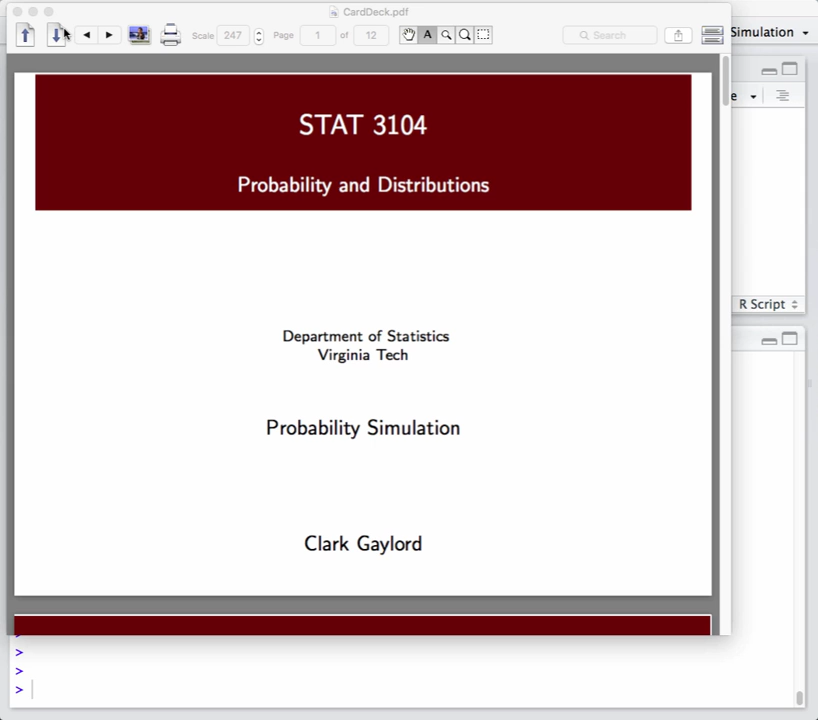 CardDeck.pdf
Scale 247 Page 1 of 12 A Search
Simulation
e
STAT 3104
Probability and Distributions
R Script
Department of Statistics
Virginia Tech
Probability Simulation
Clark Gaylord
>
>
>
>